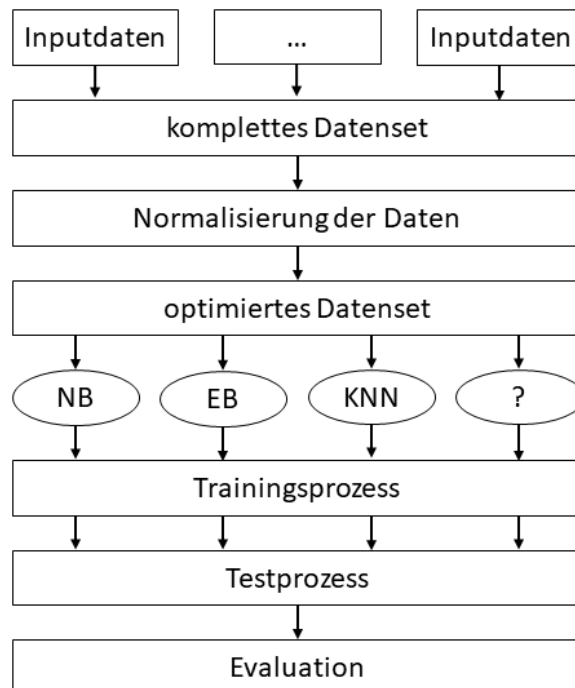 Inputdaten
...
Inputdaten
komplettes Datenset
Normalisierung der Daten
optimiertes Datenset
NB
EB
KNN
?
Trainingsprozess
Testprozess
Evaluation